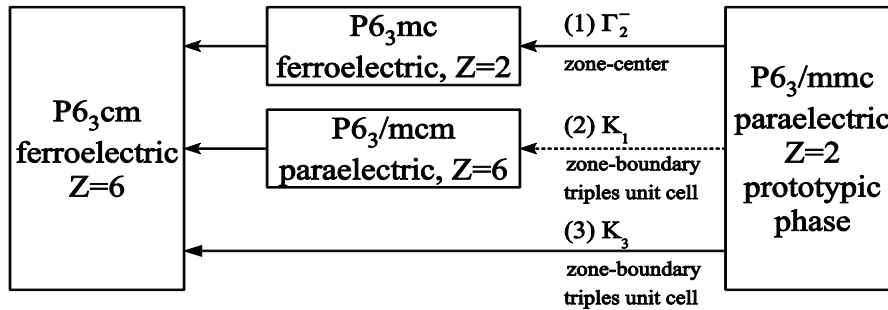 P6₃cm
ferroelectric
Z=6
P6₃mc
ferroelectric, Z=2
P6₃/mcm
paraelectric, Z=6
(1) Γ₂⁻
zone-center
(2) K₁
zone-boundary
triples unit cell
(3) K₃
zone-boundary
triples unit cell
P6₃/mmc
paraelectric
Z=2
prototypic
phase